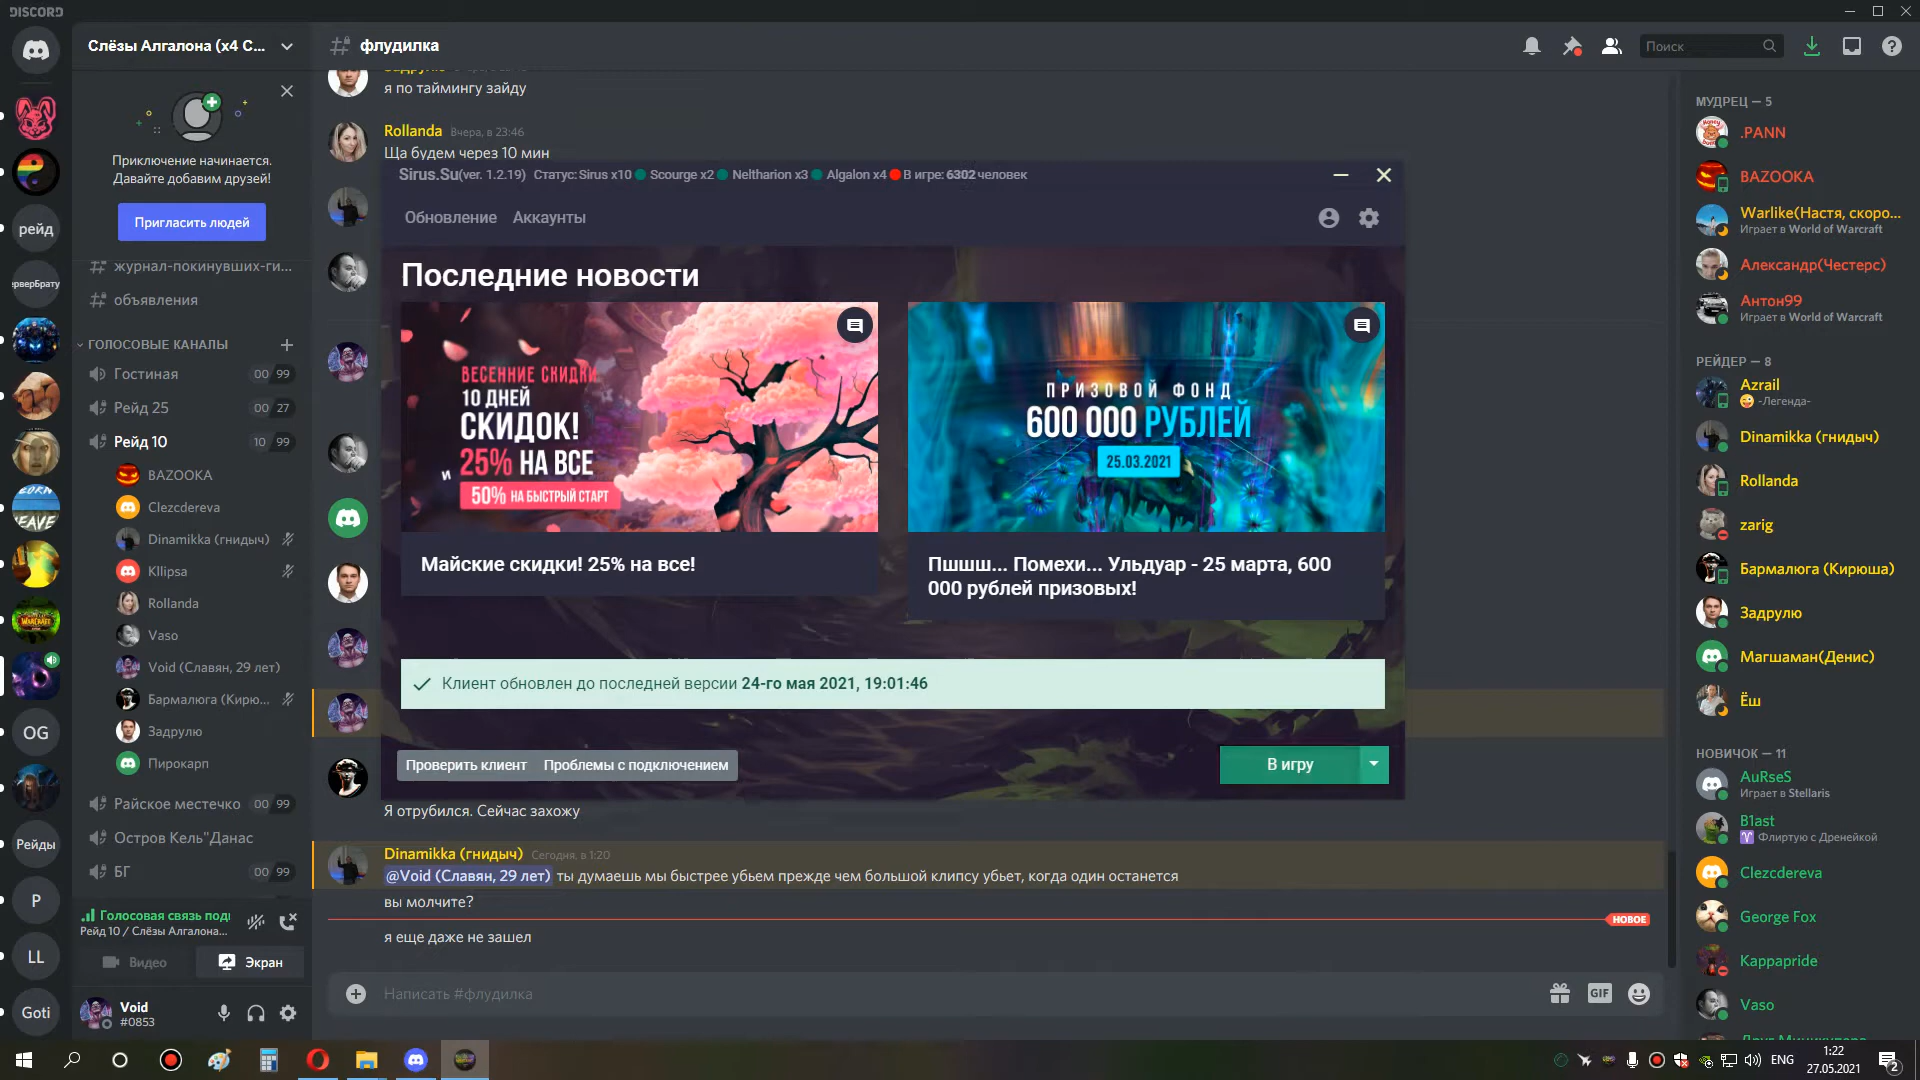 DISCORD
Слёзы Алгалона (x4 С...
флудилка
Поиск
Приключение начинается.
Давайте добавим друзей!
Пригласить людей
журнал-покинувших-ги...
объявления
ГОЛОСОВЫЕ КАНАЛЫ
Гостиная 00 99
Рейд 25 00 27
Рейд 10 10 99
BAZOOKA
Clezcdereva
Dinamikka (гнидыч)
Kllipsa
Rollanda
Vaso
Void (Славян, 29 лет)
Бармалюга (Кирю...
Задрулю
Пирокарп
Райское местечко 00 99
Остров Кель"Данас
БГ 00 99
Голосовая связь под
Рейд 10 / Слёзы Алгалона...
Видео
Экран
Void
#0853
рейд
OG
Рейды
P
LL
Goti
я по таймингу зайду
Rollanda Вчера, в 23:46
Ща будем через 10 мин
Sirus.Su(ver. 1.2.19) Статус: Sirus x10 Scourge x2 Neltharion x3 Algalon x4 В игре: 6302 человек
Обновление Аккаунты
Последние новости
ВЕСЕННИЕ СКИДКИ
10 ДНЕЙ
СКИДОК!
И 25% НА ВСЕ
50% НА БЫСТРЫЙ СТАРТ
Майские скидки! 25% на все!
ПРИЗОВОЙ ФОНД
600 000 РУБЛЕЙ
25.03.2021
Пшшш... Помехи... Ульдуар - 25 марта, 600
000 рублей призовых!
Клиент обновлен до последней версии 24-го мая 2021, 19:01:46
Проверить клиент Проблемы с подключением
В игру
Я отрубился. Сейчас захожу
Dinamikka (гнидыч) Сегодня, в 1:20
@Void (Славян, 29 лет) ты думаешь мы быстрее убьем прежде чем большой клипсу убьет, когда один останется
вы молчите?
НОВОЕ
я еще даже не зашел
Написать #флудилка
GIF
МУДРЕЦ — 5
.PANN
BAZOOKA
Warlike(Настя, скоро...
Играет в World of Warcraft
Александр(Честерс)
Антон99
Играет в World of Warcraft
РЕЙДЕР — 8
Azrail
-Легенда-
Dinamikka (гнидыч)
Rollanda
zarig
Бармалюга (Кирюша)
Задрулю
Магшаман(Денис)
Ёш
НОВИЧОК — 11
AuRseS
Играет в Stellaris
B1ast
Флиртую с Дренейкой
Clezcdereva
George Fox
Kappapride
Vaso
ENG
1:22
27.05.2021
2